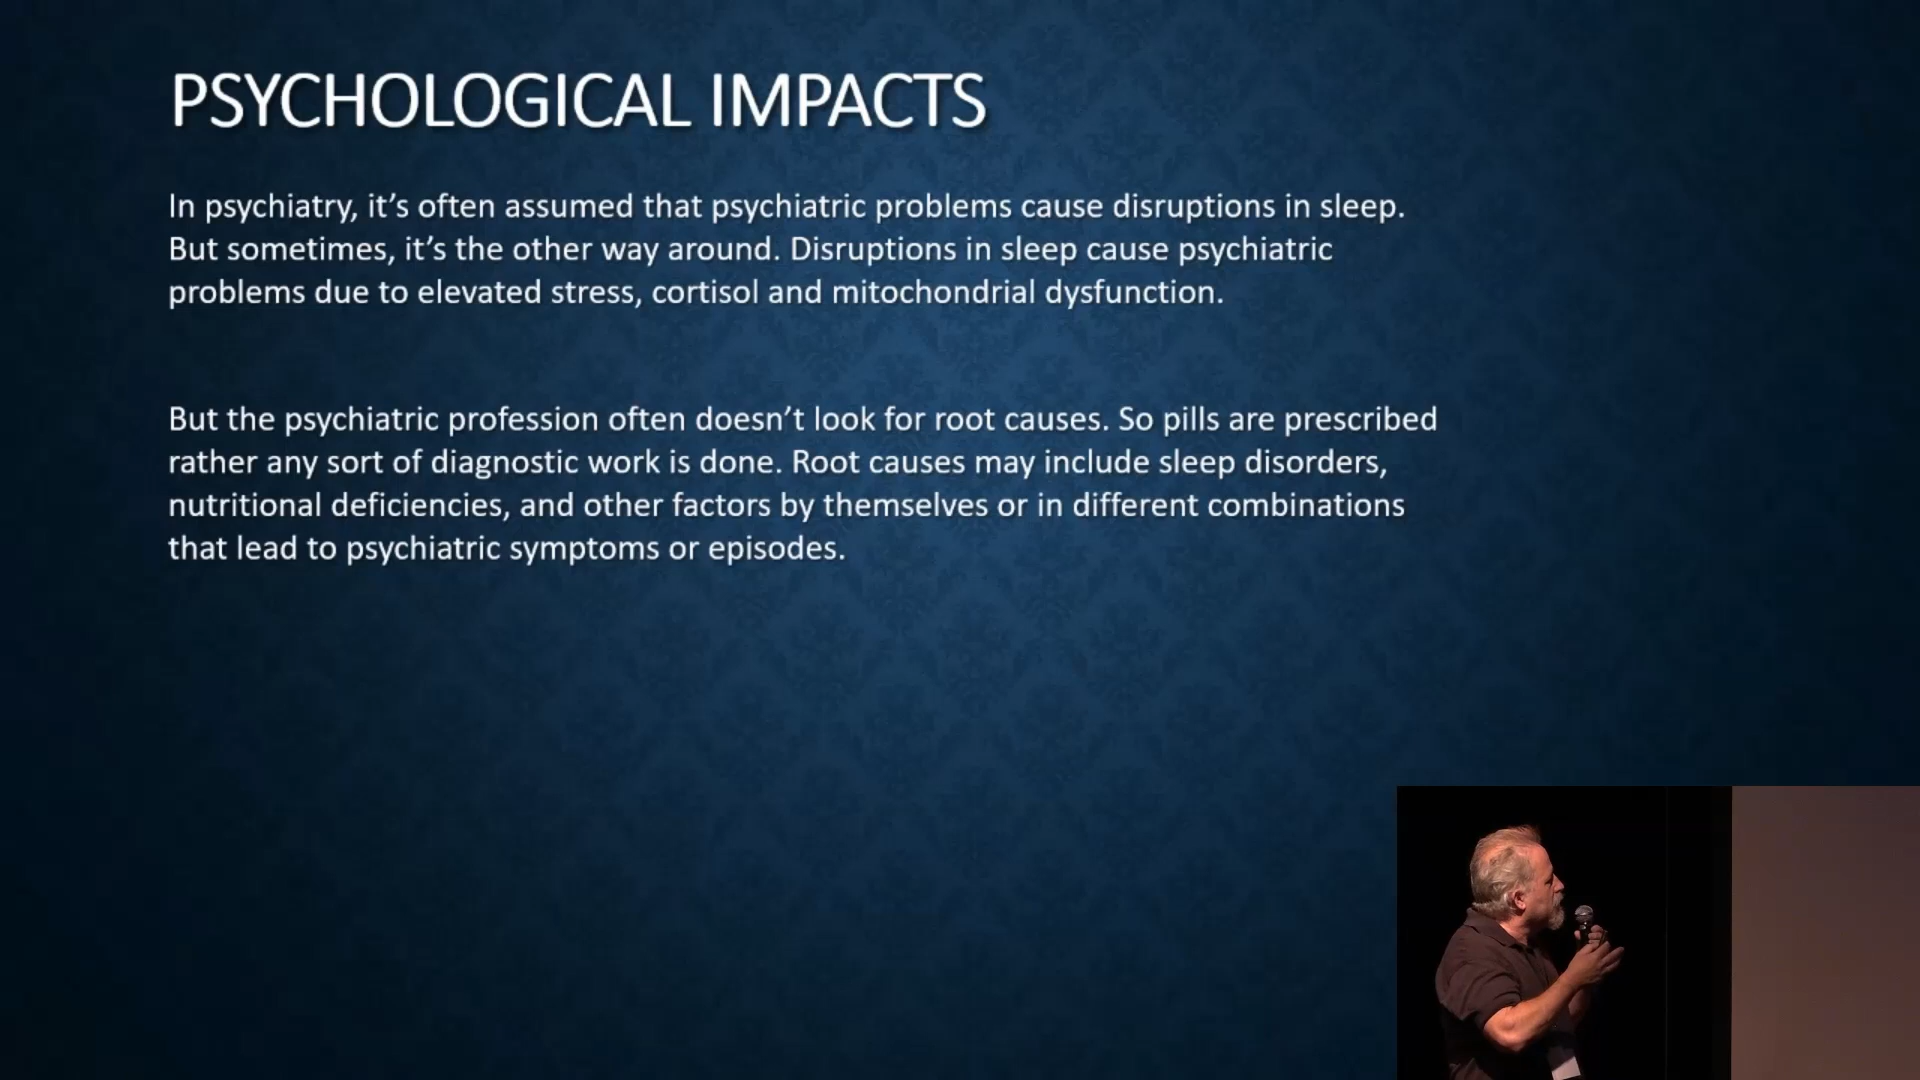 PSYCHOLOGICAL IMPACTS
In psychiatry, it's often assumed that psychiatric problems cause disruptions in sleep.
But sometimes, it's the other way around. Disruptions in sleep cause psychiatric
problems due to elevated stress, cortisol and mitochondrial dysfunction.
But the psychiatric profession often doesn't look for root causes. So pills are prescribed
rather any sort of diagnostic work is done. Root causes may include sleep disorders,
nutritional deficiencies, and other factors by themselves or in different combinations
that lead to psychiatric symptoms or episodes.